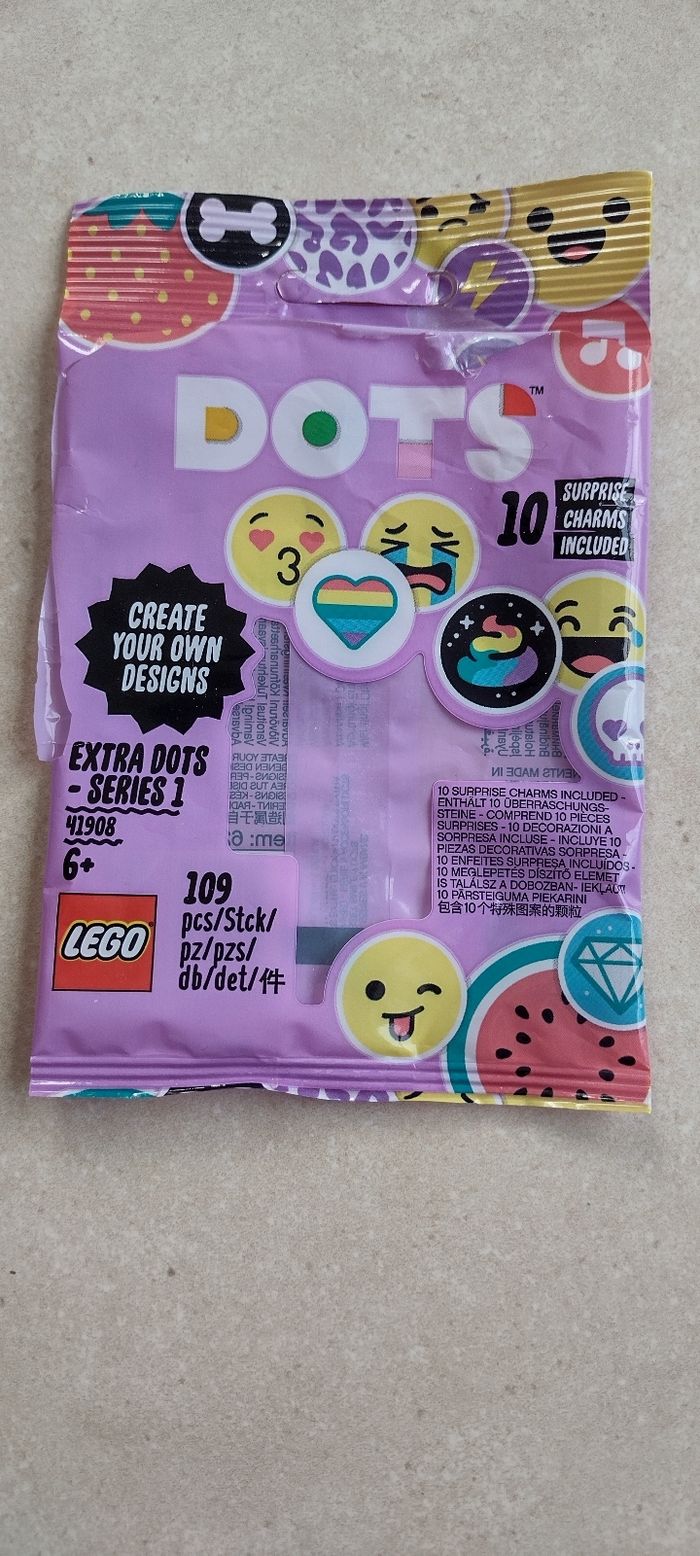 DOTS™
10 SURPRISE
CHARMS
INCLUDED
CREATE
YOUR OWN
DESIGNS
EXTRA DOTS
- SERIES 1
41908
6+
LEGO
109
pcs/Stck/
pz/pzs/
db/det/件
10 SURPRISE CHARMS INCLUDED -
ENTHÄLT 10 ÜBERRASCHUNGS-
STEINE - COMPREND 10 PIÈCES
SURPRISES - 10 DECORAZIONI A
SORPRESA INCLUSE - INCLUYE 10
PIEZAS DECORATIVAS SORPRESA -
10 ENFEITES SURPRESA INCLUÍDOS -
10 MEGLEPETÉS DÍSZÍTŐ ELEMET
IS TALÁLSZ A DOBOZBAN-
10 PĀRSTEIGUMA PIEKARIŅI
包含10个特殊图案的颗粒